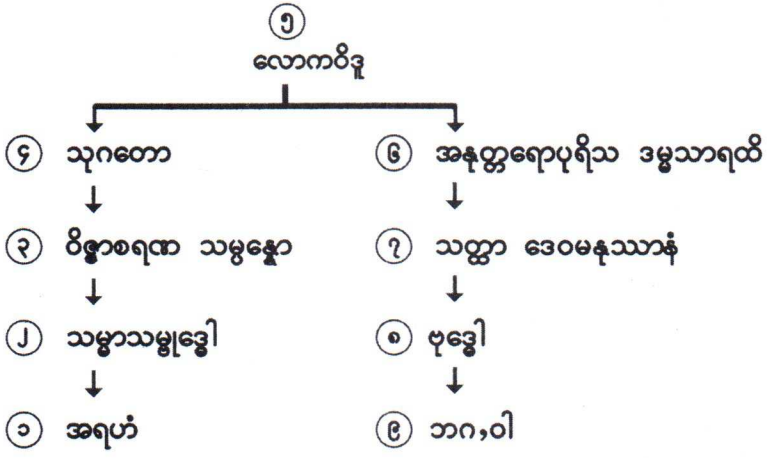 ၅
လောကဝိဒူ
၄ သုဂတော
၆ အနုတ္တရောပုရိသ ဒမ္မသာရထိ
၃ ဝိဇ္ဇာစရဏ သမ္ပန္နော
၇ သတ္ထာ ဒေဝမနုဿာနံ
၂ သမ္မာသမ္ဗုဒ္ဓေါ
၈ ဗုဒ္ဓေါ
၁ အရဟံ
၉ ဘဂ,ဝါ